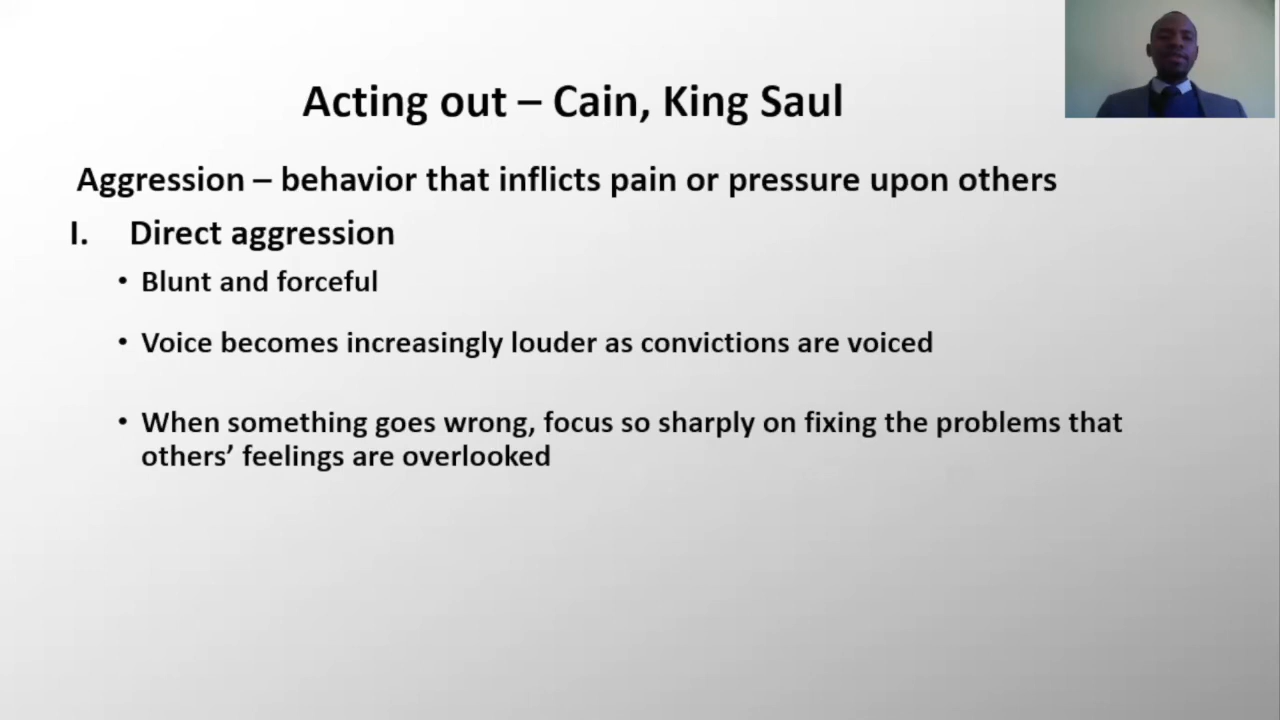 Acting out – Cain, King Saul
Aggression – behavior that inflicts pain or pressure upon others
I. Direct aggression
• Blunt and forceful
• Voice becomes increasingly louder as convictions are voiced
• When something goes wrong, focus so sharply on fixing the problems that
others’ feelings are overlooked